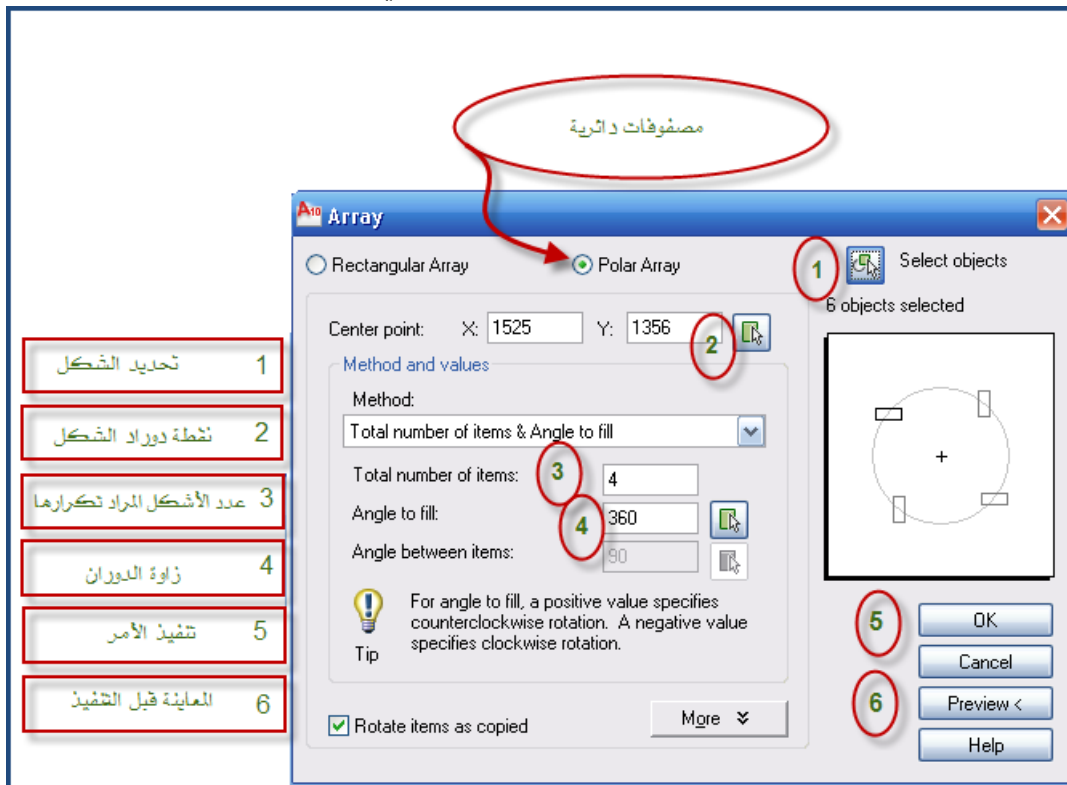 مصفوفات دائرية
Array
Rectangular Array
Polar Array
1
Select objects
6 objects selected
Center point: X: 1525 Y: 1356
2
Method and values
Method:
Total number of items & Angle to fill
Total number of items: 3 4
Angle to fill: 4 360
Angle between items: 90
Tip
For angle to fill, a positive value specifies
counterclockwise rotation. A negative value
specifies clockwise rotation.
Rotate items as copied
More
5 OK
Cancel
6 Preview <
Help
1 تحديد الشكل
2 نقطة دوراد الشكل
3 عدد الأشكل المراد تكرارها
4 زاوة الدوران
5 تنفيذ الأمر
6 المعاينة قبل التنفيذ